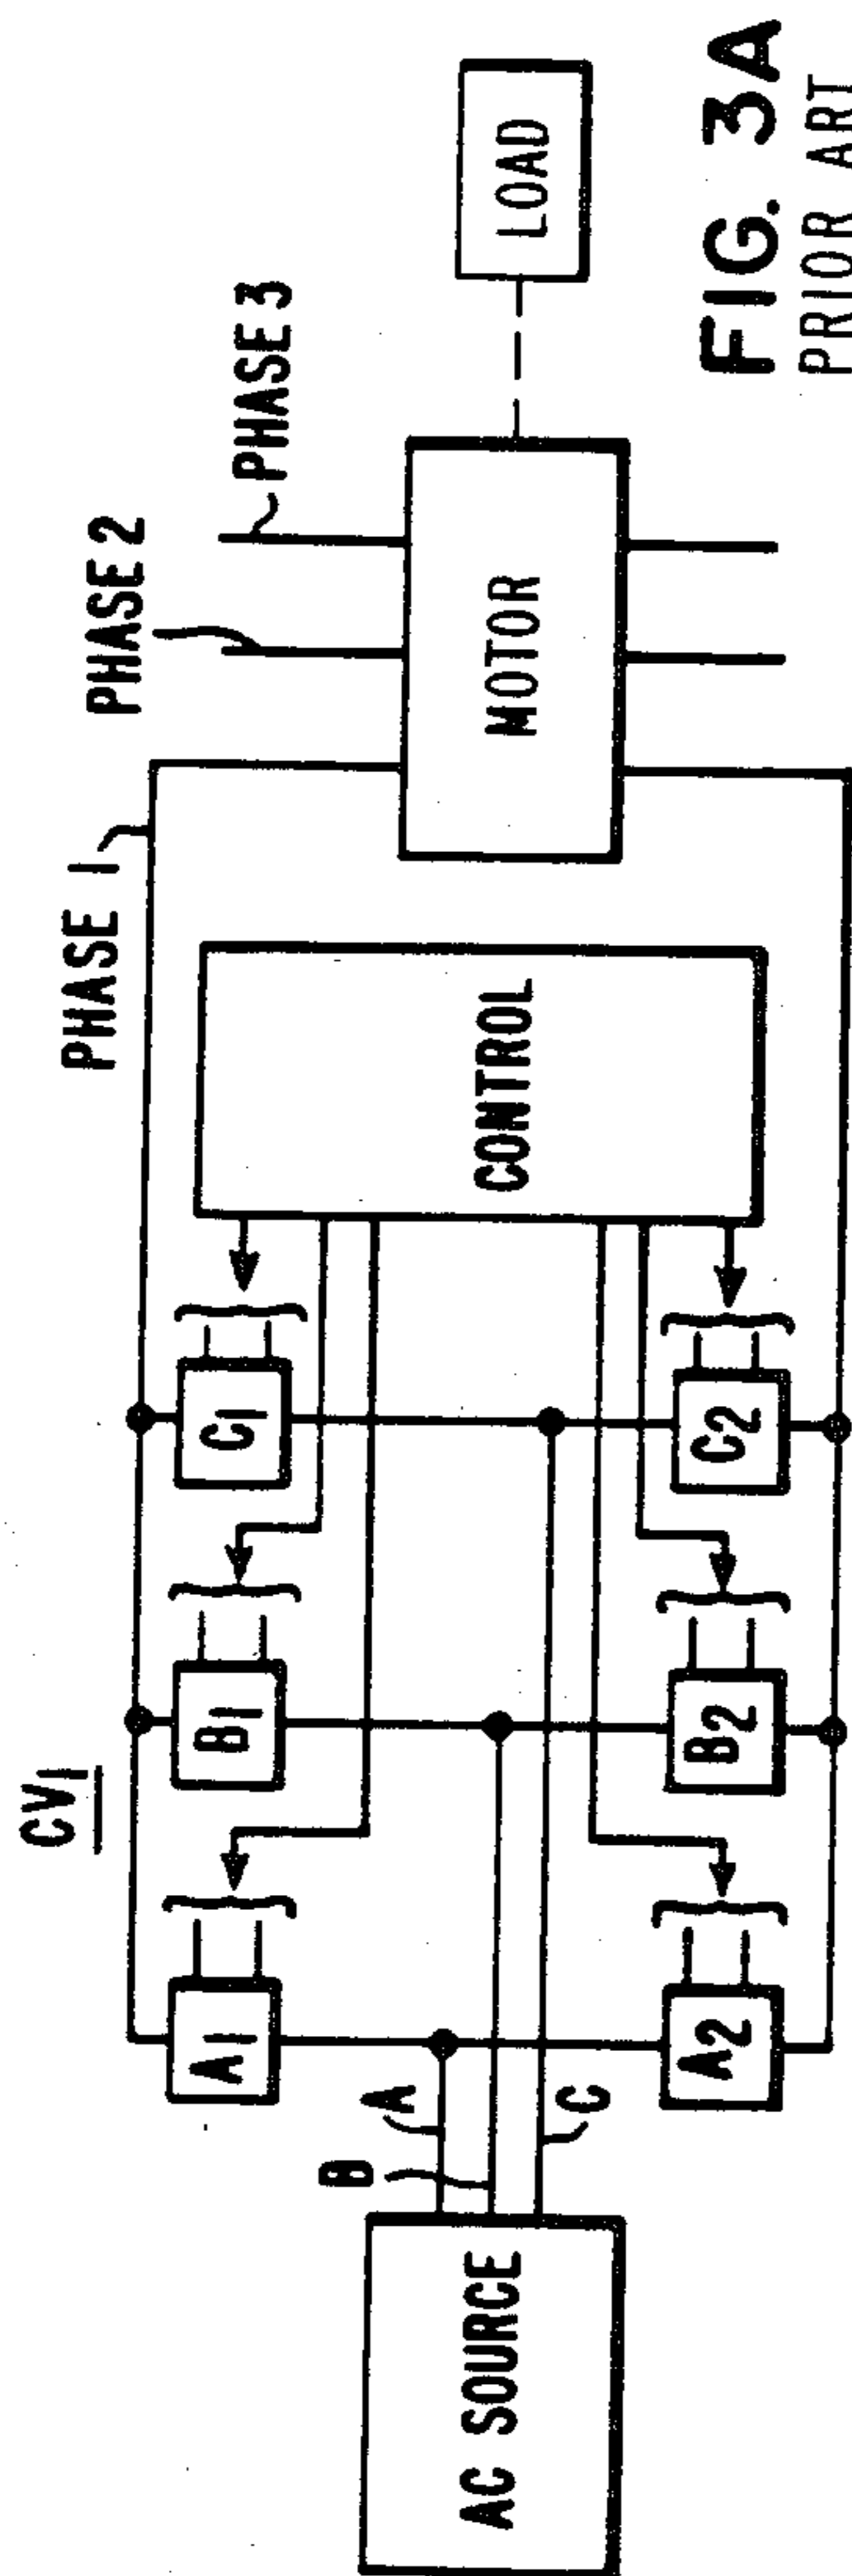 CV1
PHASE 1
PHASE 2
PHASE 3
A1
B1
C1
CONTROL
MOTOR
LOAD
AC SOURCE
A
B
C
A2
B2
C2
FIG. 3A
PRIOR ART